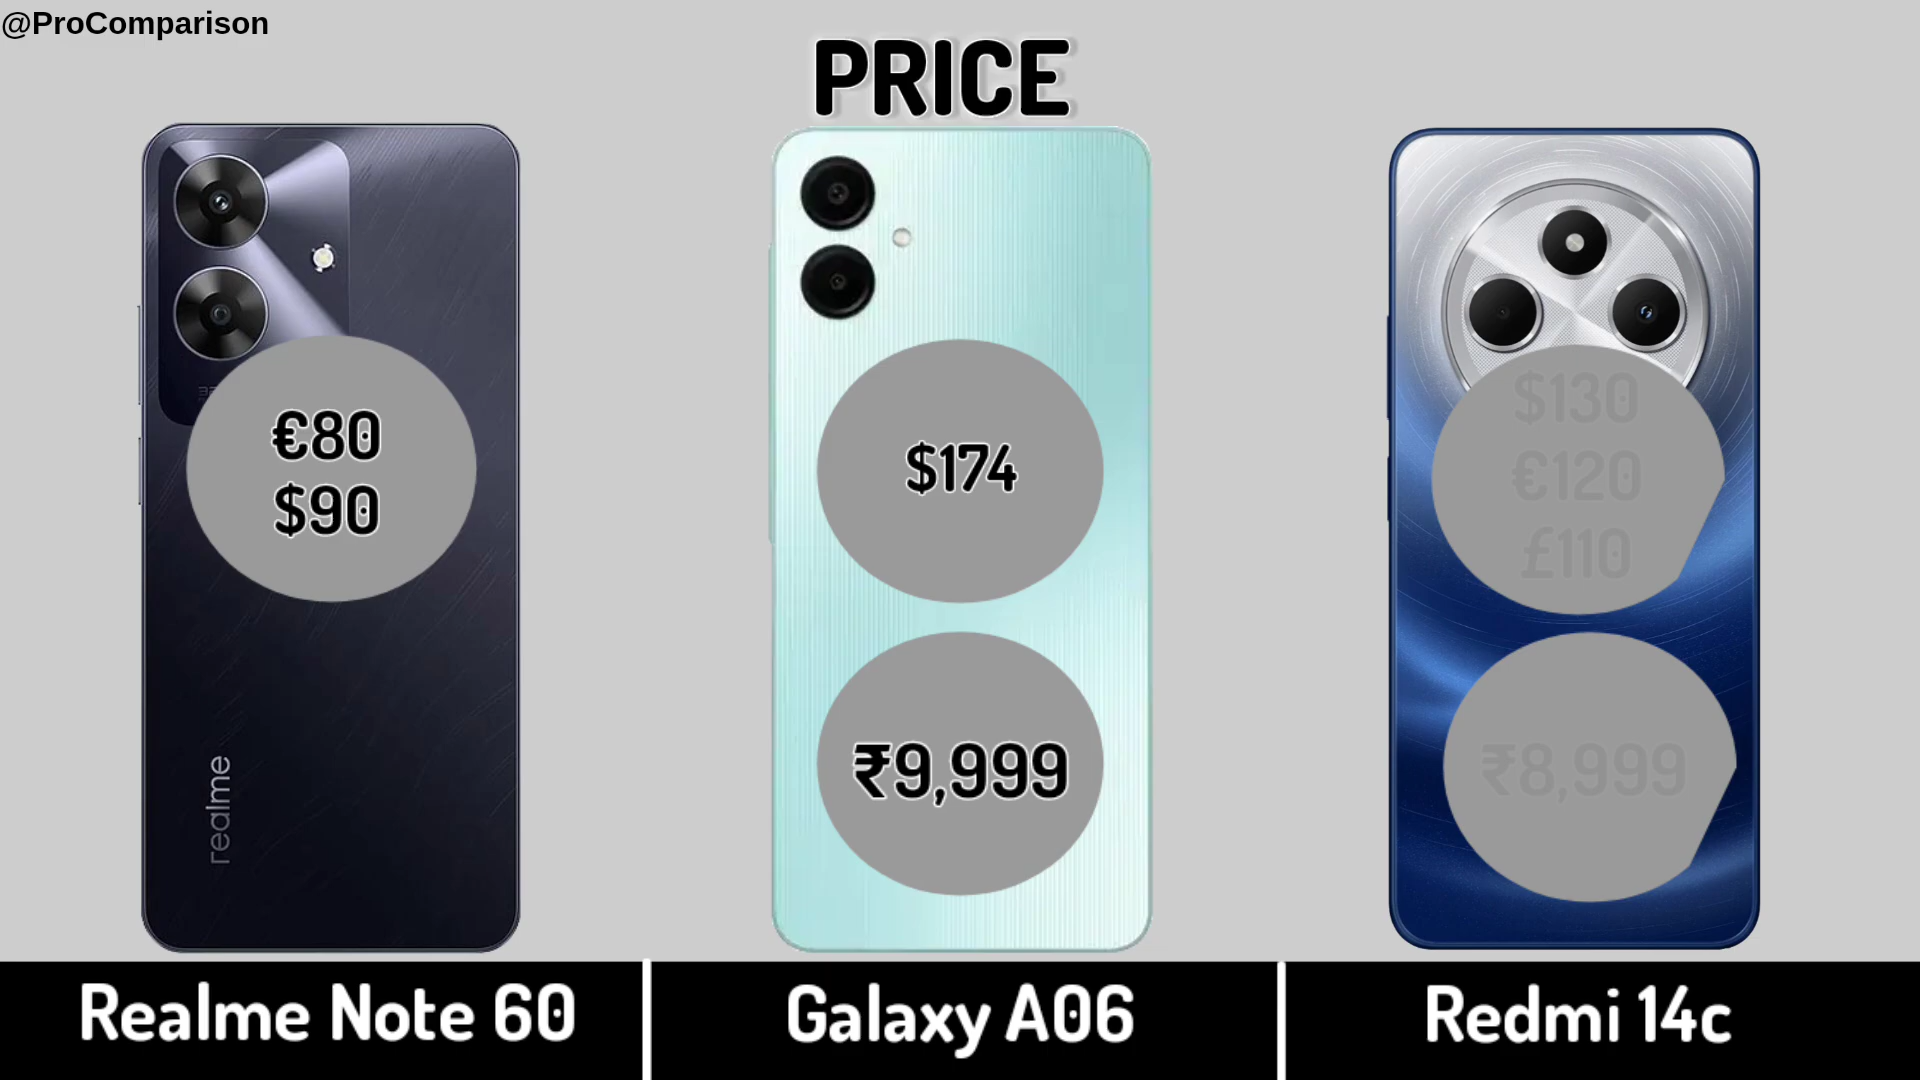 @ProComparison
PRICE
€80
$90
realme
$174
₹9,999
$130
€120
£110
₹8,999
Realme Note 60
Galaxy A06
Redmi 14c